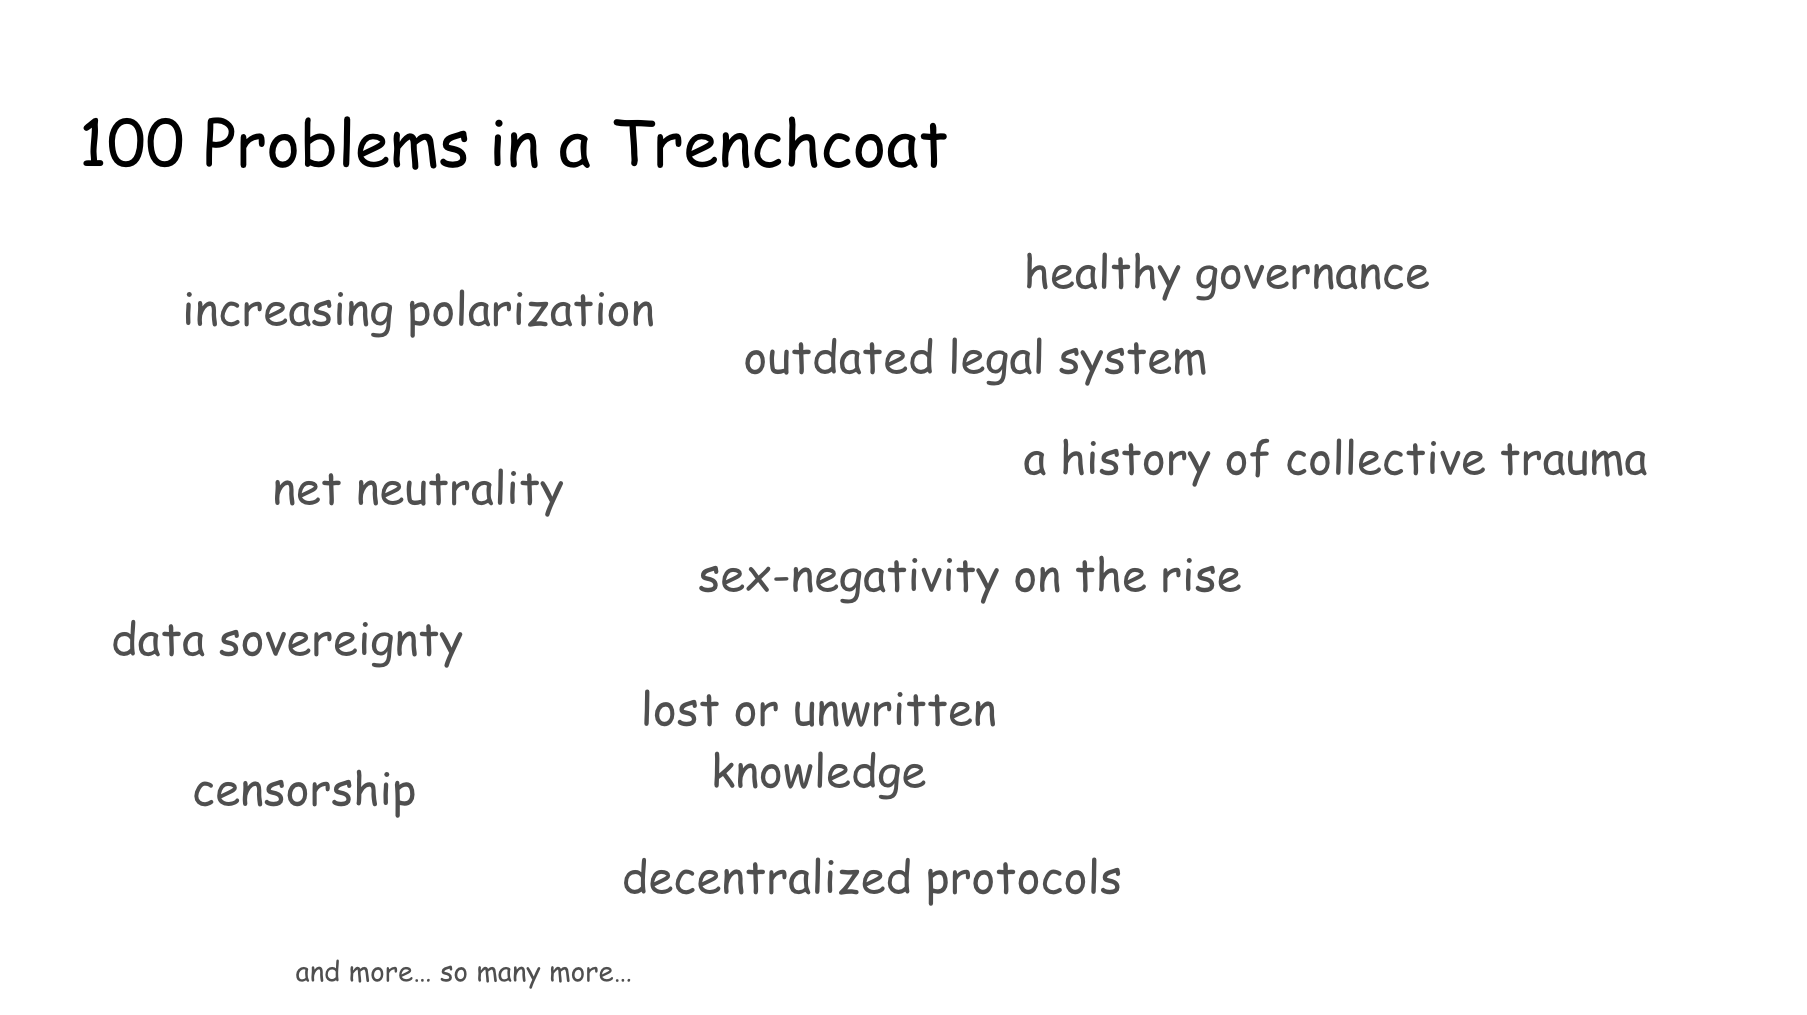 100 Problems in a Trenchcoat
healthy governance
increasing polarization
outdated legal system
a history of collective trauma
net neutrality
sex-negativity on the rise
data sovereignty
lost or unwritten
knowledge
censorship
decentralized protocols
and more... so many more...